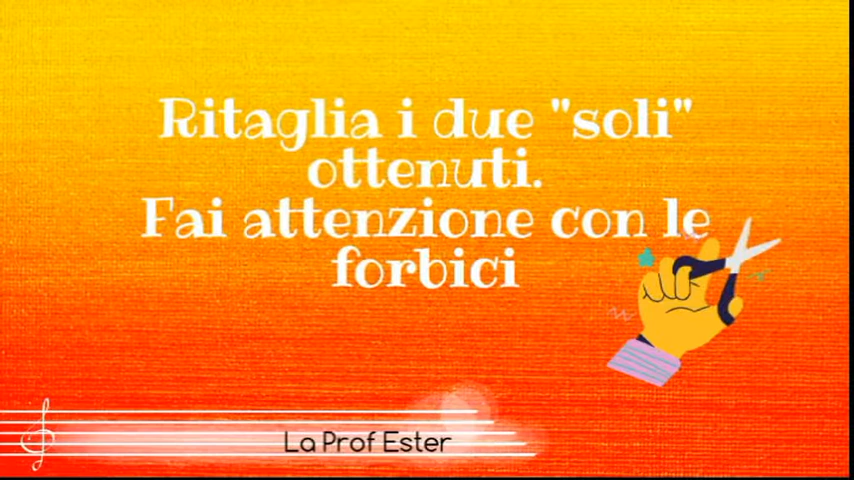 Ritaglia i due "soli"
ottenuti.
Fai attenzione con le
forbici
La Prof Ester